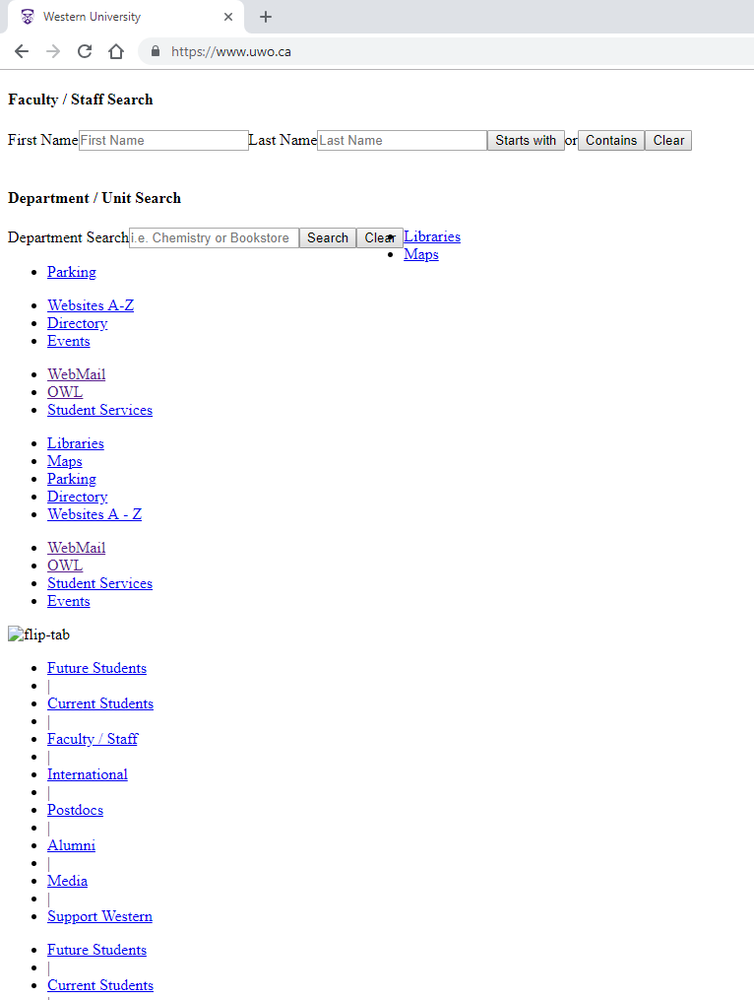 Western University
https://www.uwo.ca
Faculty / Staff Search
First Name First Name Last Name Last Name Starts with or Contains Clear
Department / Unit Search
Department Search i.e. Chemistry or Bookstore Search Clear Libraries
Maps
Parking
Websites A-Z
Directory
Events
WebMail
OWL
Student Services
Libraries
Maps
Parking
Directory
Websites A - Z
WebMail
OWL
Student Services
Events
flip-tab
Future Students
|
Current Students
|
Faculty / Staff
|
International
|
Postdocs
|
Alumni
|
Media
|
Support Western
Future Students
|
Current Students